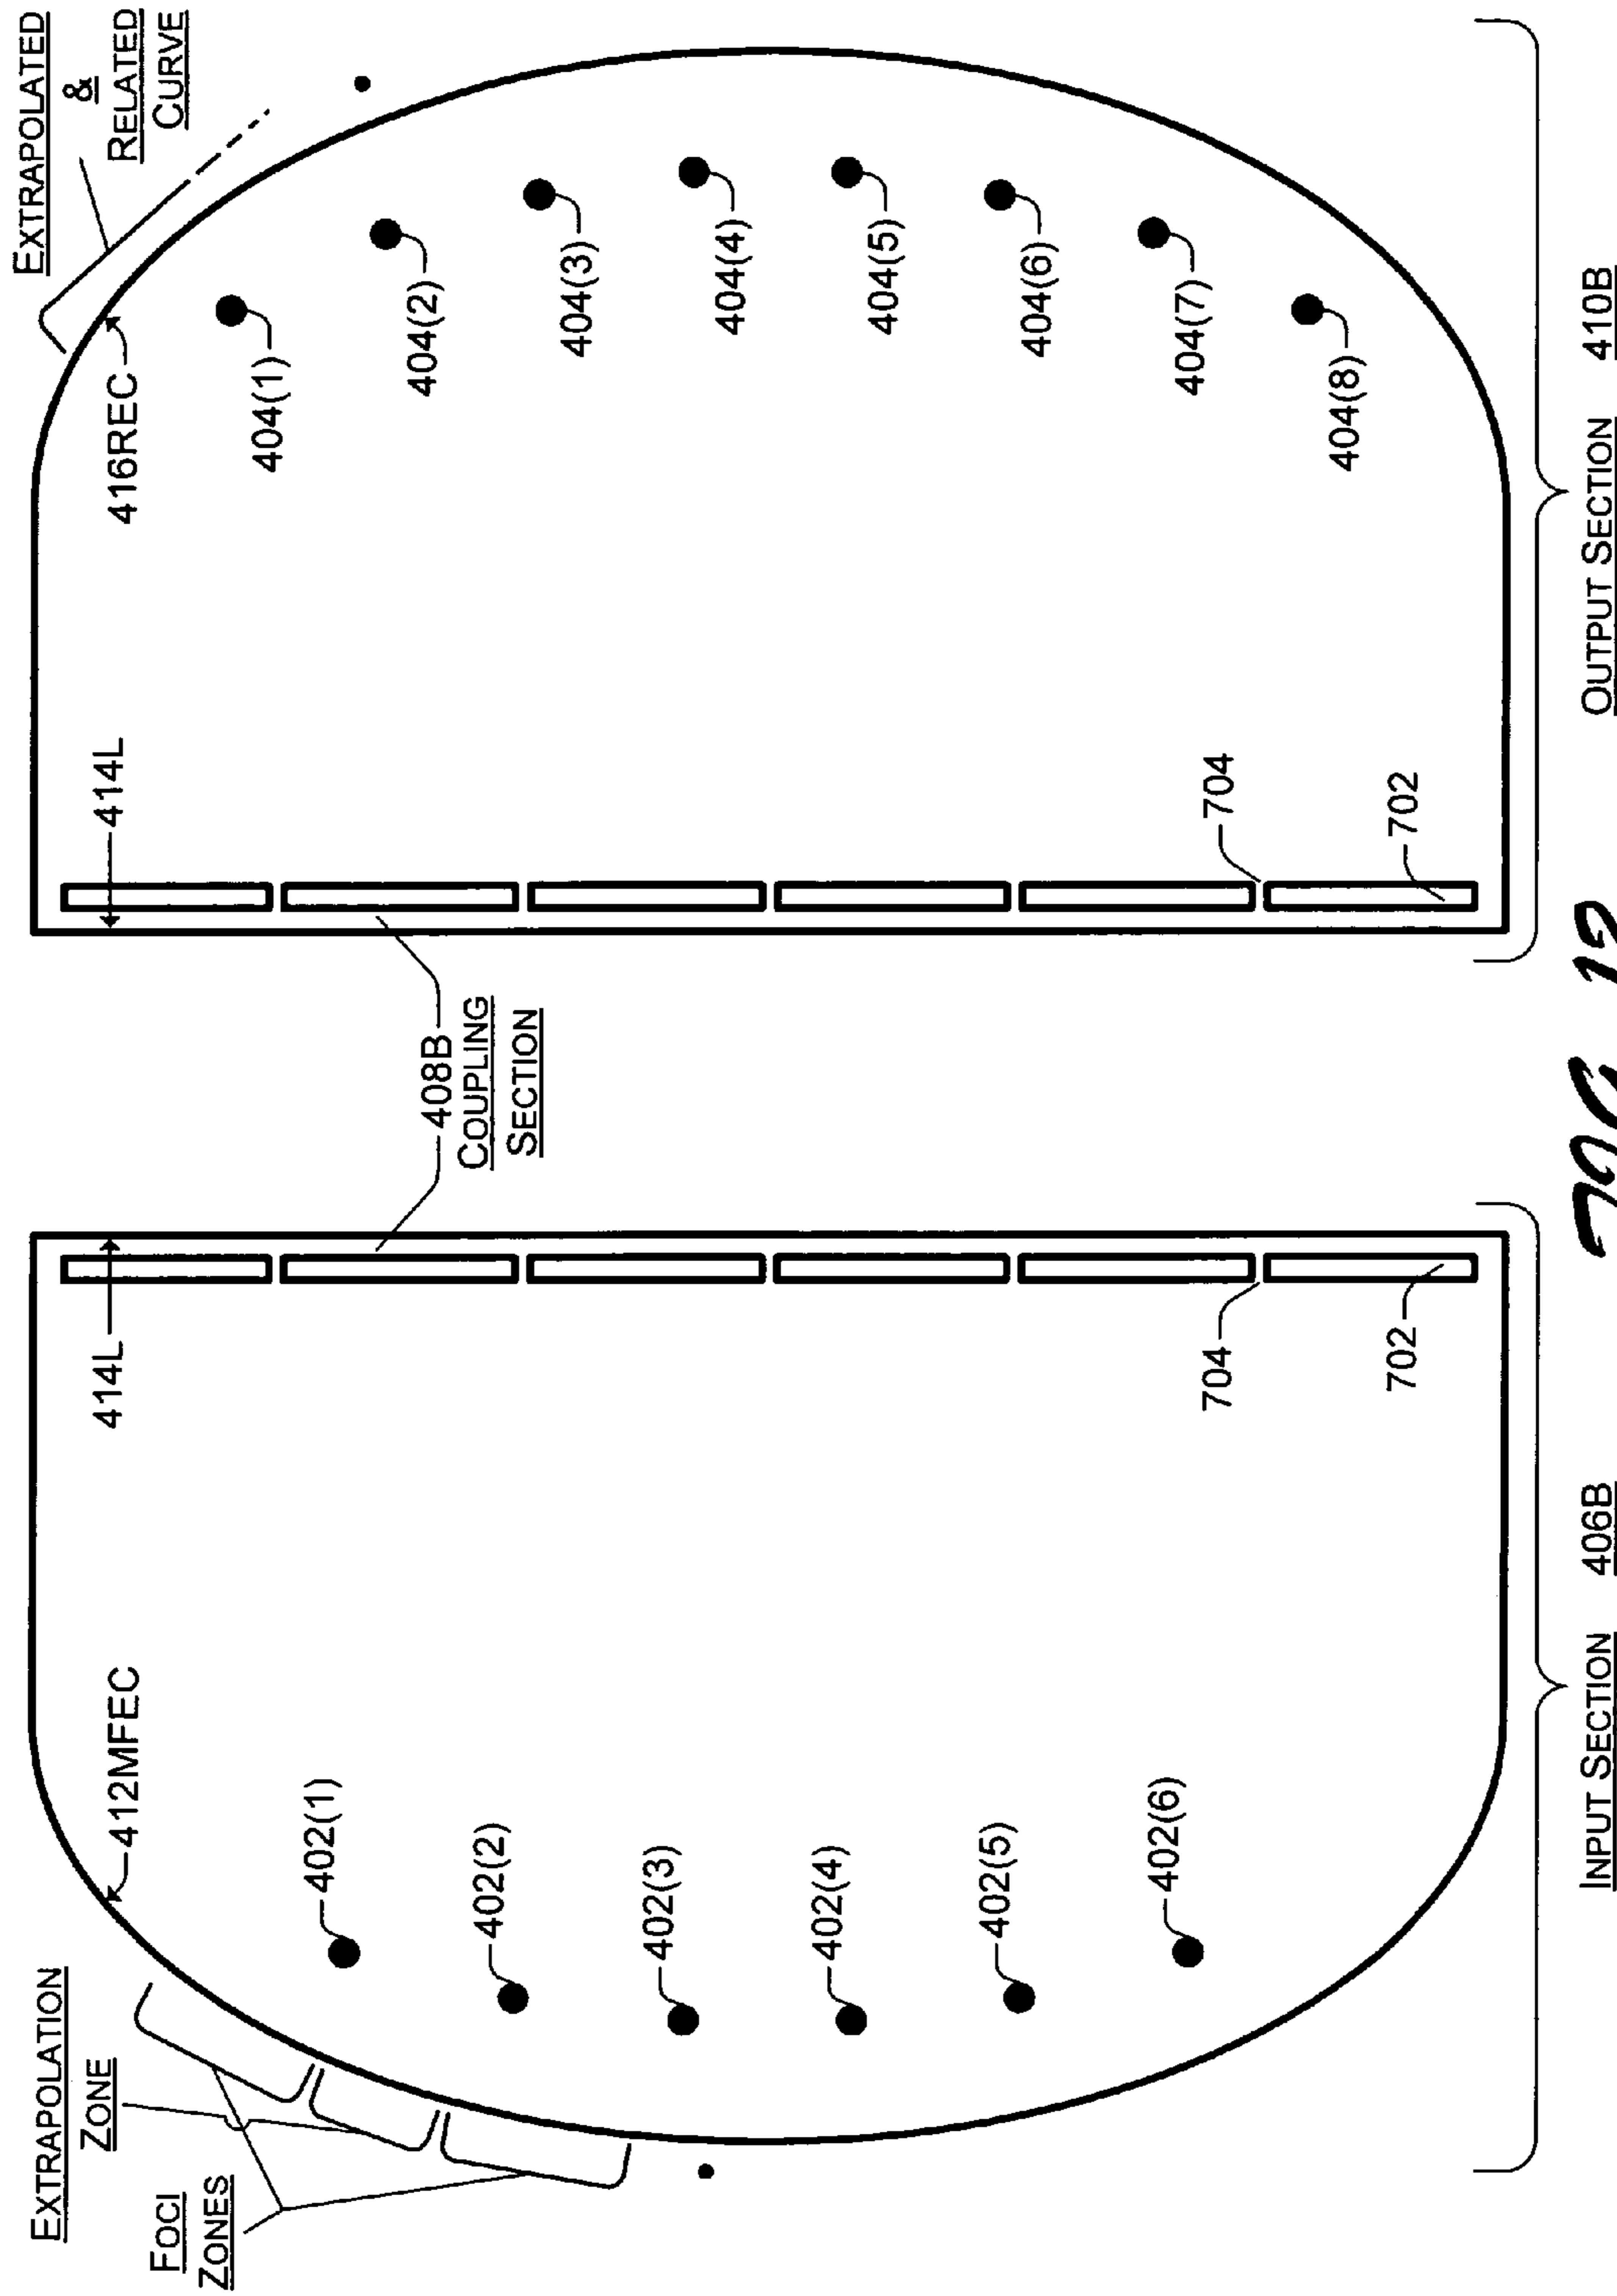 EXTRAPOLATION
ZONE
FOCI
ZONES
412MFEC
402(1)
402(2)
402(3)
402(4)
402(5)
402(6)
414L
704
702
INPUT SECTION 406B
408B
COUPLING
SECTION
414L
704
702
EXTRAPOLATED
&
RELATED
CURVE
416REC
404(1)
404(2)
404(3)
404(4)
404(5)
404(6)
404(7)
404(8)
OUTPUT SECTION 410B